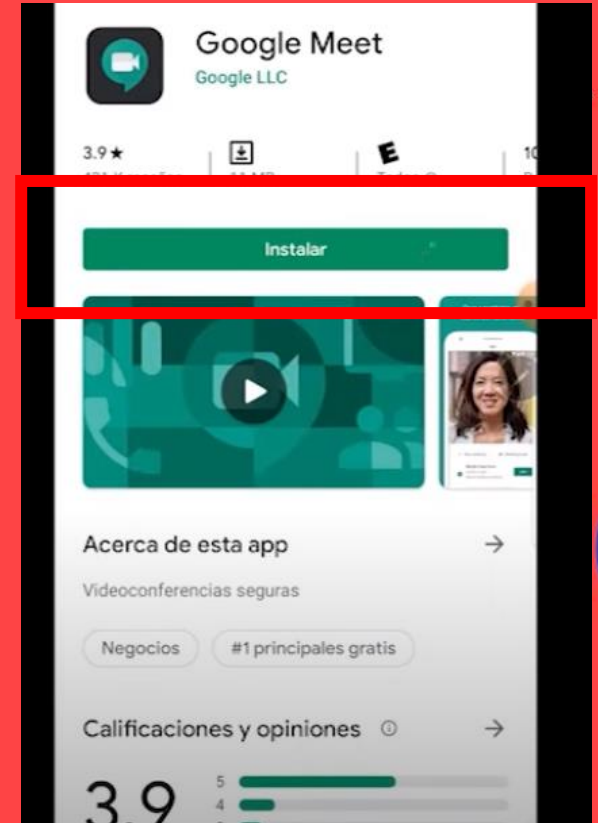 Google Meet
Google LLC
3.9★
E
10
Instalar
Acerca de esta app
Videoconferencias seguras
Negocios
#1 principales gratis
Calificaciones y opiniones
3.9
5
4